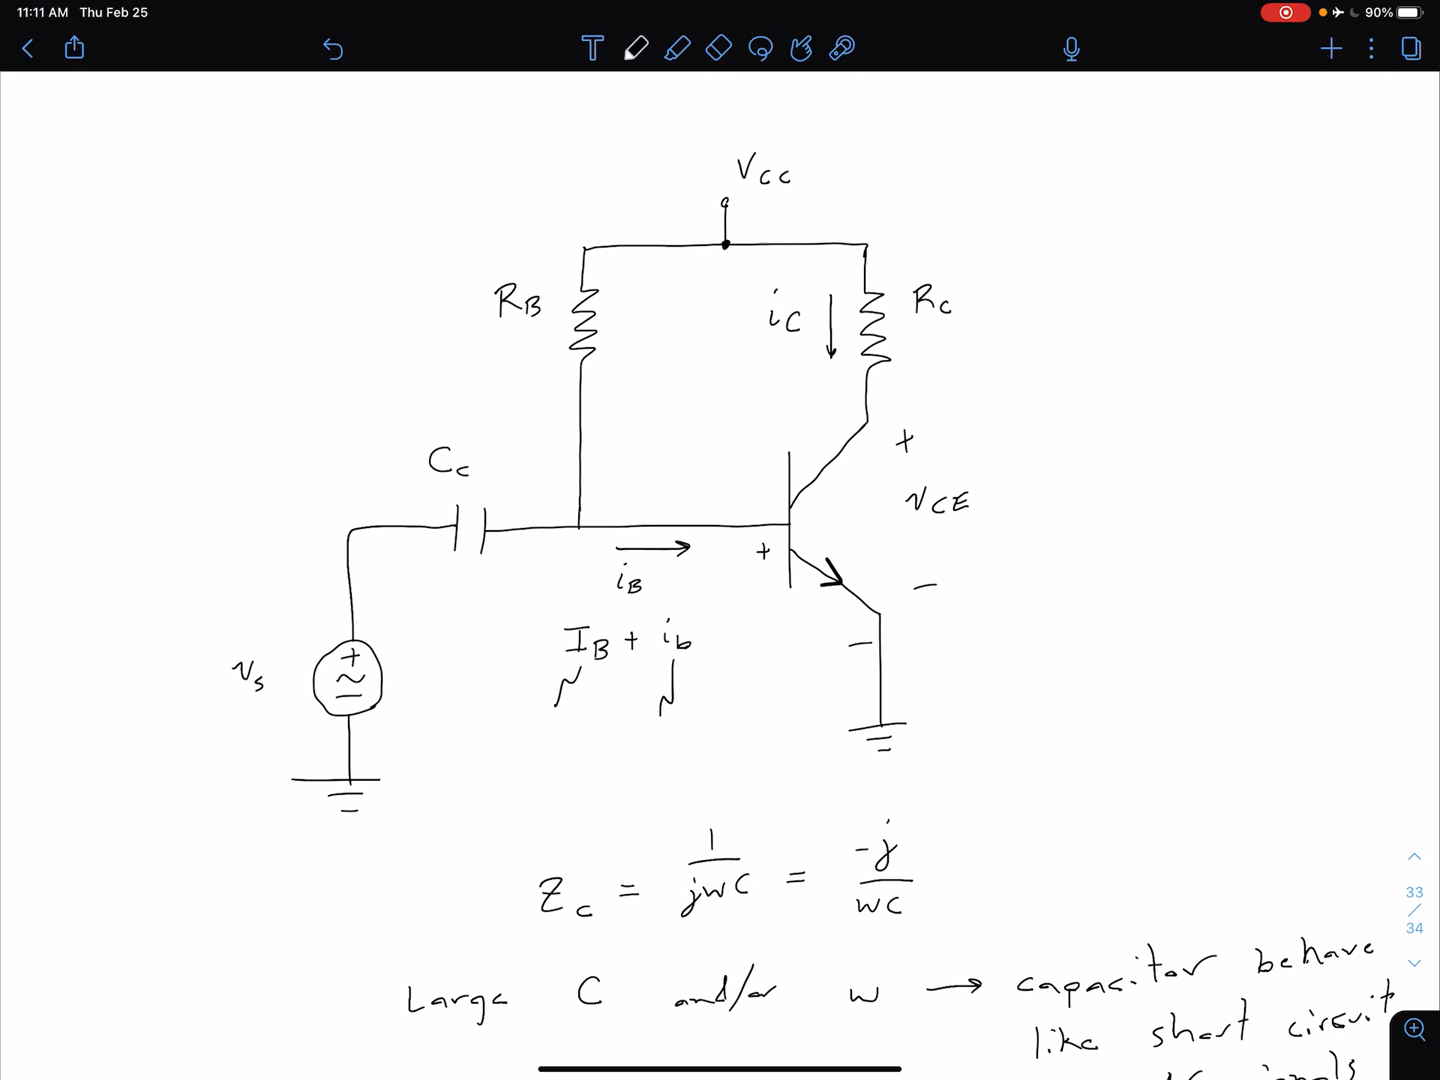 11:11 AM Thu Feb 25
90%
T
VCC
RB
iC
RC
Cc
+
vCE
+
iB
−
IB + ib
−
vs
+
~
−
Zc = 1/jwC = -j/wC
33
/
34
Large C and/or w → capacitor behave
like short circuit